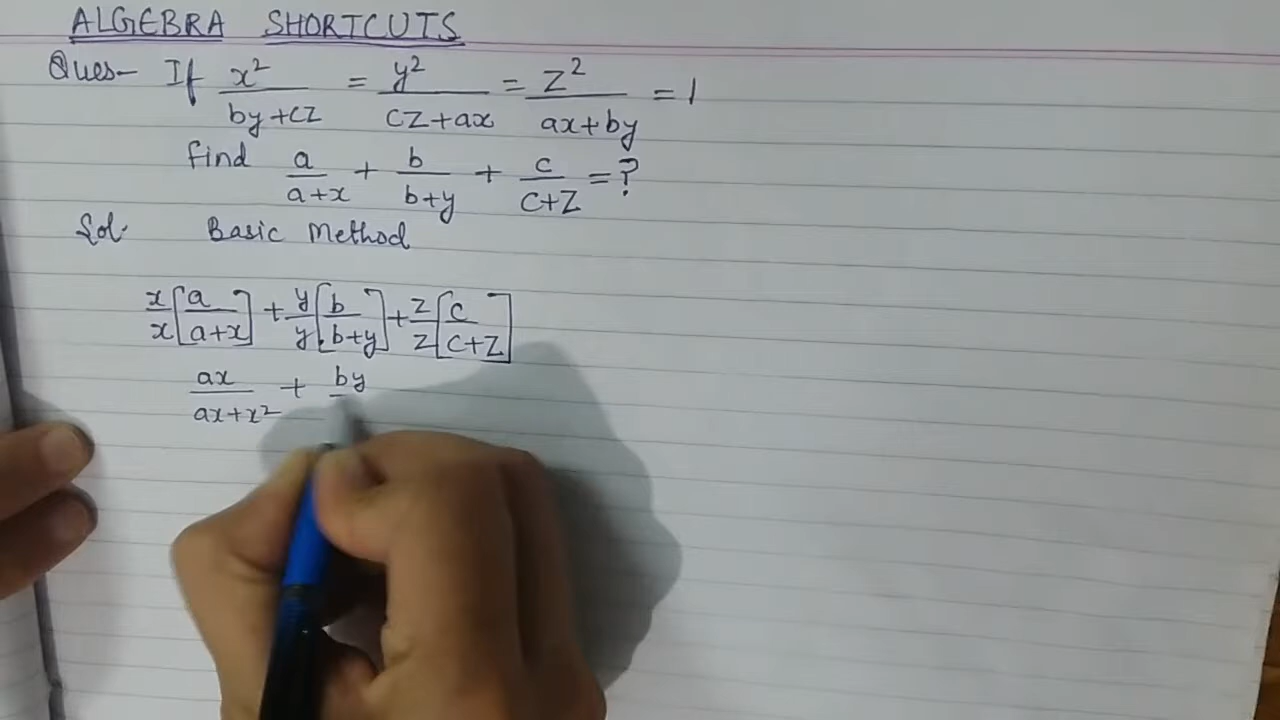 ALGEBRA SHORTCUTS
Ques- If x²/(by+cz) = y²/(cz+ax) = z²/(ax+by) = 1
find a/(a+x) + b/(b+y) + c/(c+z) = ?
Sol. Basic Method
x/x[a/(a+x)] + y/y[b/(b+y)] + z/z[c/(c+z)]
ax/(ax+x²) + by/